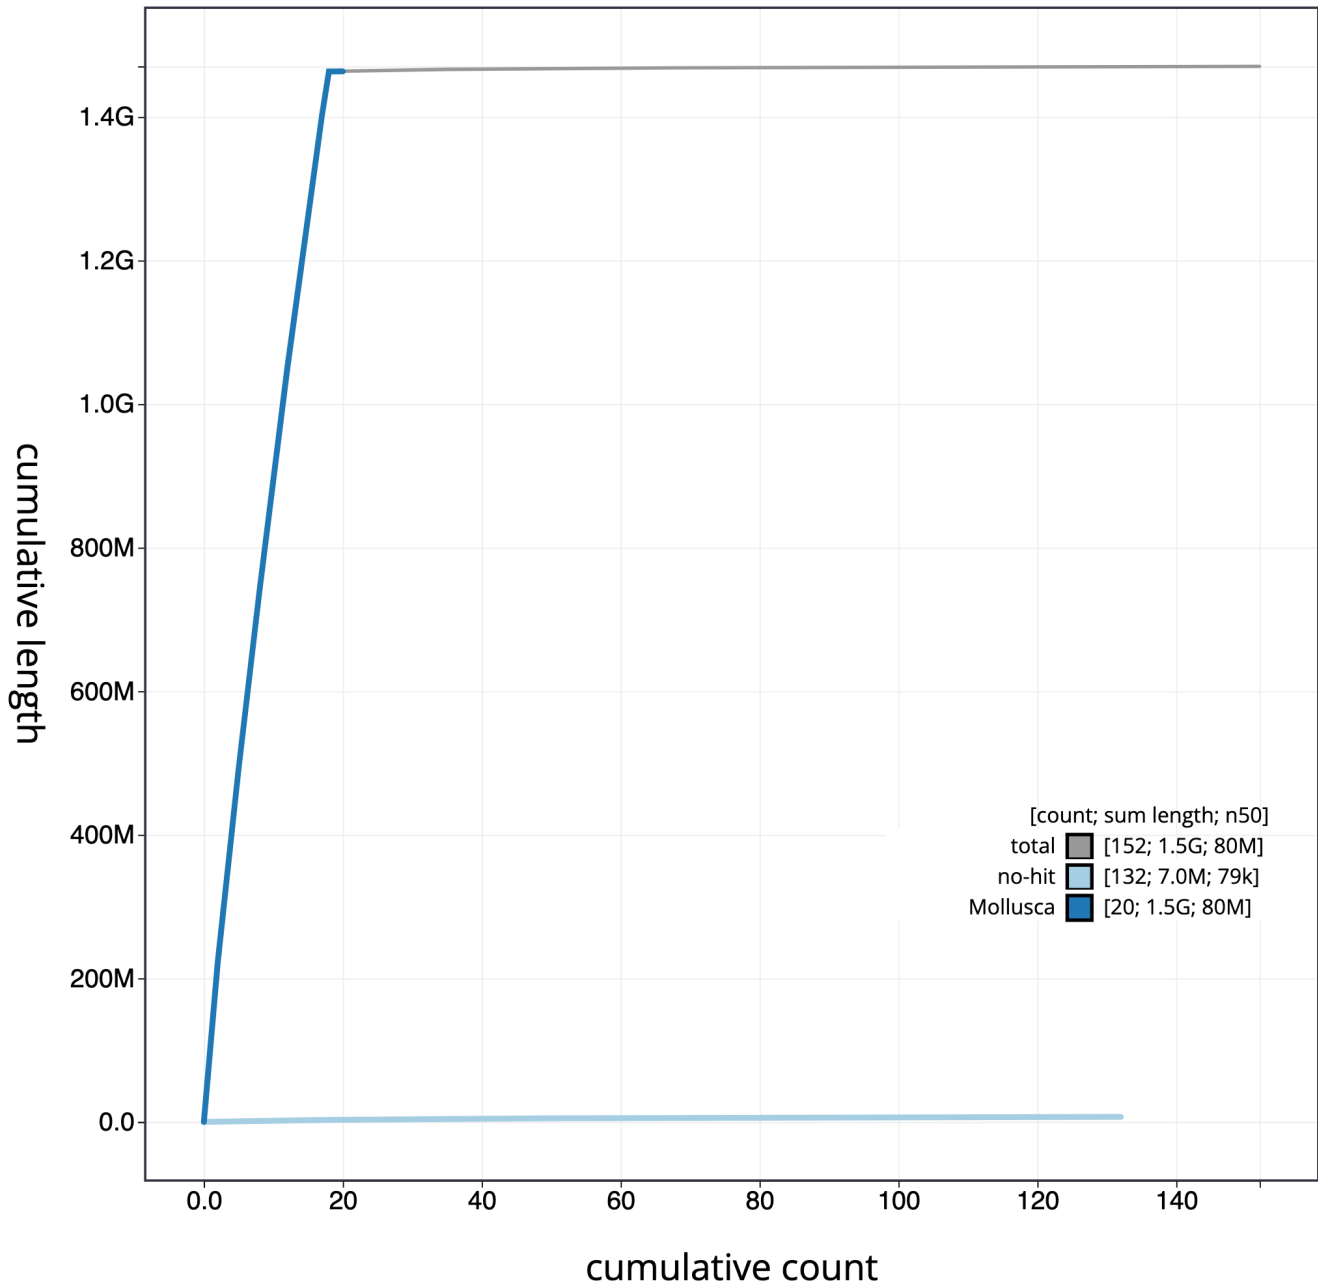 1.4G
1.2G
1.0G
800M
600M
400M
200M
0.0
cumulative length
[count; sum length; n50]
total [152; 1.5G; 80M]
no-hit [132; 7.0M; 79k]
Mollusca [20; 1.5G; 80M]
0.0 20 40 60 80 100 120 140
cumulative count